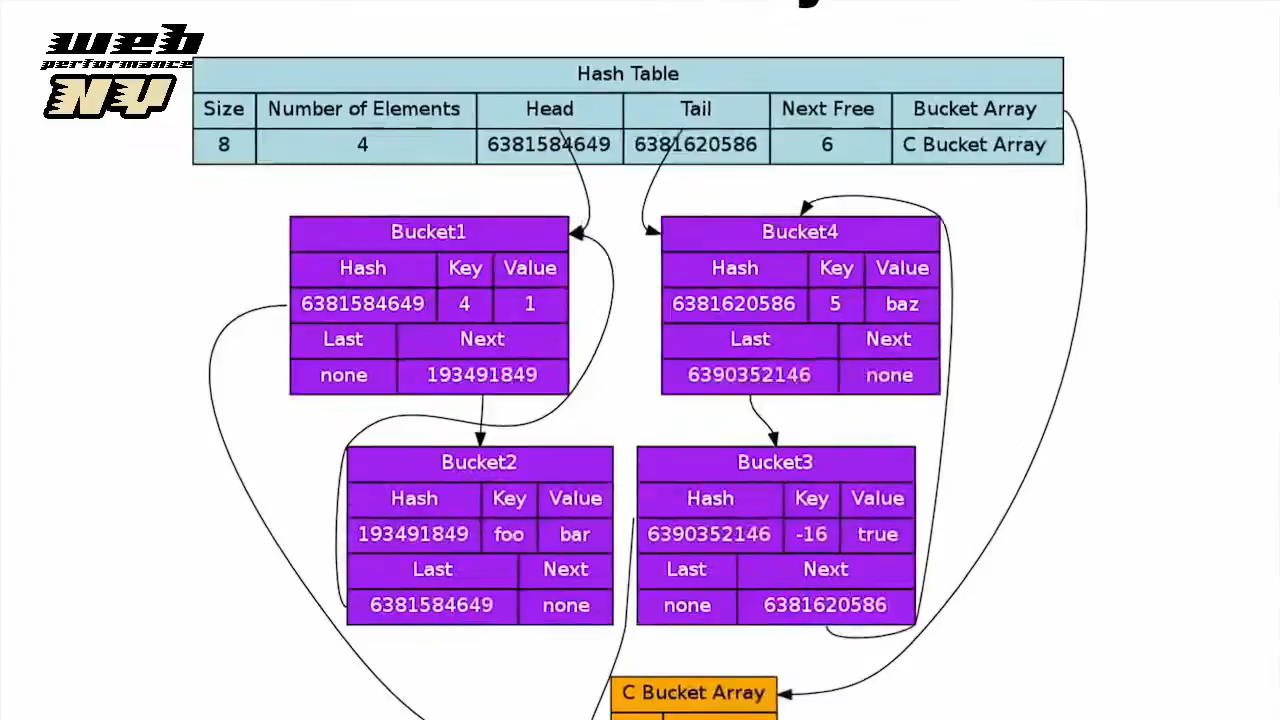 web
performance
NY
Hash Table
Size Number of Elements Head Tail Next Free Bucket Array
8 4 6381584649 6381620586 6 C Bucket Array
Bucket1
Hash Key Value
6381584649 4 1
Last Next
none 193491849
Bucket4
Hash Key Value
6381620586 5 baz
Last Next
6390352146 none
Bucket2
Hash Key Value
193491849 foo bar
Last Next
6381584649 none
Bucket3
Hash Key Value
6390352146 -16 true
Last Next
none 6381620586
C Bucket Array